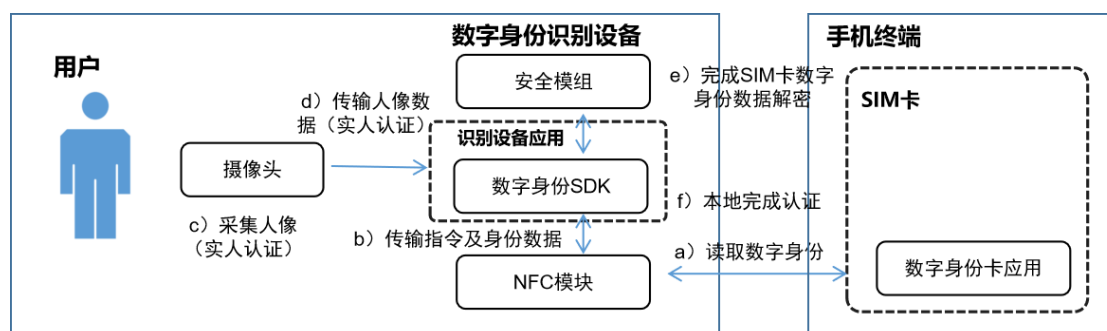 数字身份识别设备
手机终端
用户
安全模组
e）完成SIM卡数字
身份数据解密
SIM卡
d）传输人像数
据（实人认证）
识别设备应用
摄像头
数字身份SDK
f）本地完成认证
c）采集人像
（实人认证）
b）传输指令及身份数据
a）读取数字身份
NFC模块
数字身份卡应用